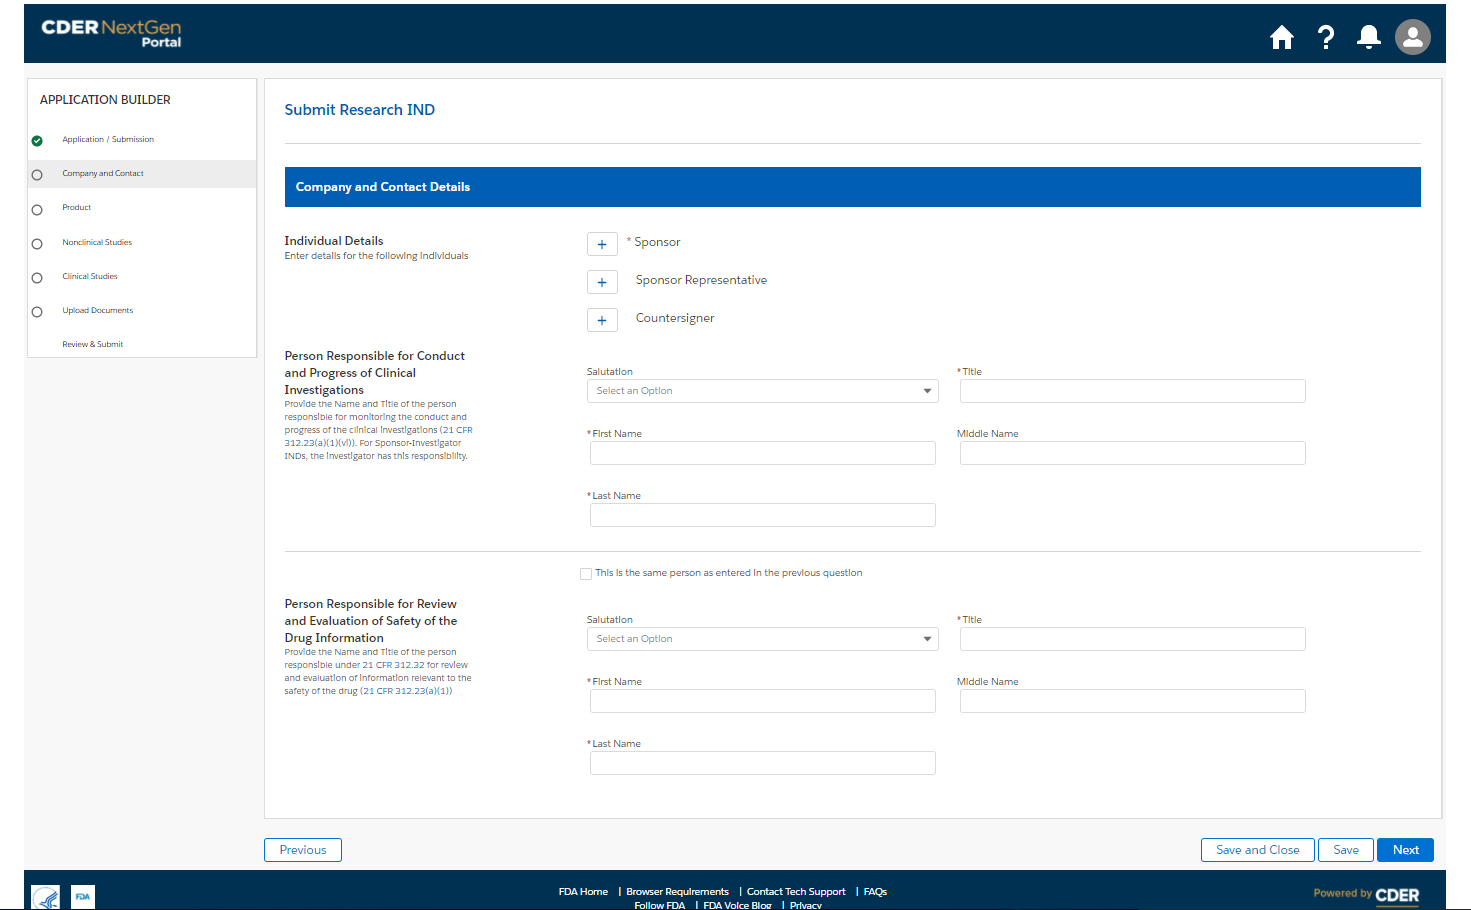 CDER NextGen
Portal
APPLICATION BUILDER
Application / Submission
Company and Contact
Product
Nonclinical Studies
Clinical Studies
Upload Documents
Review & Submit
Submit Research IND
Company and Contact Details
Individual Details
Enter details for the following individuals
+ * Sponsor
+ Sponsor Representative
+ Countersigner
Person Responsible for Conduct
and Progress of Clinical
Investigations
Provide the Name and Title of the person
responsible for monitoring the conduct and
progress of the clinical investigations (21 CFR
312.23(a)(1)(vi)). For Sponsor-Investigator
INDs, the investigator has this responsibility.
Salutation
Select an Option
*Title
*First Name
Middle Name
*Last Name
This is the same person as entered in the previous question
Person Responsible for Review
and Evaluation of Safety of the
Drug Information
Provide the Name and Title of the person
responsible under 21 CFR 312.32 for review
and evaluation of information relevant to the
safety of the drug (21 CFR 312.23(a)(1))
Salutation
Select an Option
*Title
*First Name
Middle Name
*Last Name
Previous
Save and Close
Save
Next
FDA
FDA Home | Browser Requirements | Contact Tech Support | FAQs
Follow FDA | FDA Voice Blog | Privacy
Powered by CDER